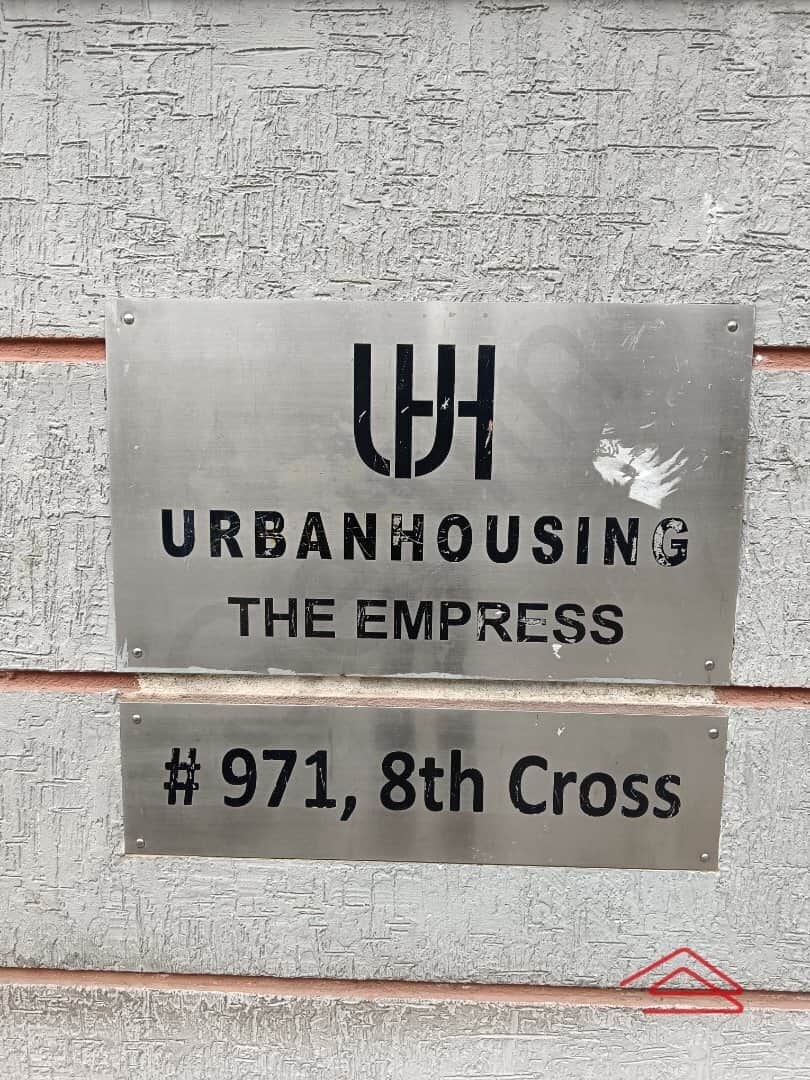 UH
URBANHOUSING
THE EMPRESS
# 971, 8th Cross